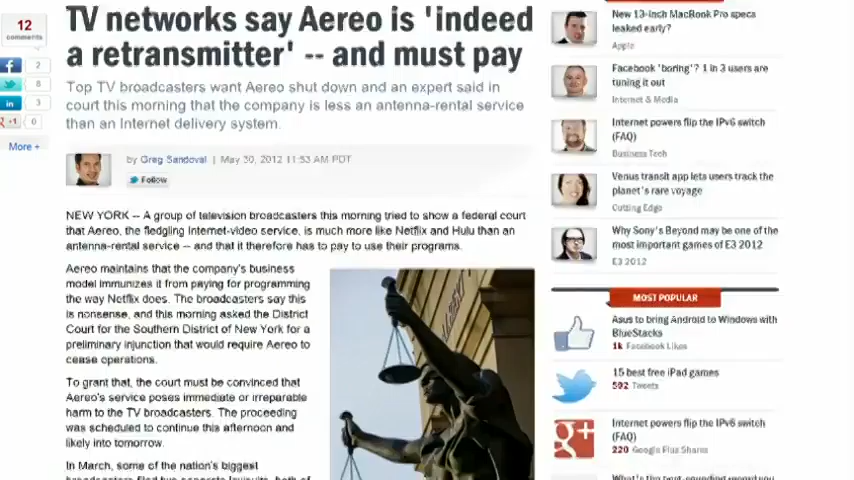 TV networks say Aereo is 'indeed
a retransmitter' -- and must pay
Top TV broadcasters want Aereo shut down and an expert said in
court this morning that the company is less an antenna-rental service
than an Internet delivery system.
by Greg Sandoval | May 30, 2012 11:53 AM PDT
Follow
12
comments
2
8
in 3
+1 0
More +
NEW YORK -- A group of television broadcasters this morning tried to show a federal court
that Aereo, the fledgling Internet-video service, is much more like Netflix and Hulu than an
antenna-rental service -- and that it therefore has to pay to use their programs.
Aereo maintains that the company's business
model immunizes it from paying for programming
the way Netflix does. The broadcasters say this
is nonsense, and this morning asked the District
Court for the Southern District of New York for a
preliminary injunction that would require Aereo to
cease operations.
To grant that, the court must be convinced that
Aereo's service poses immediate or irreparable
harm to the TV broadcasters. The proceeding
was scheduled to continue this afternoon and
likely into tomorrow.
In March, some of the nation's biggest
broadcasters filed two separate lawsuits, both of
New 13-inch MacBook Pro specs
leaked early?
Apple
Facebook 'boring'? 1 in 3 users are
tuning it out
Internet & Media
Internet powers flip the IPv6 switch
(FAQ)
Business Tech
Venus transit app lets users track the
planet's rare voyage
Cutting Edge
Why Sony's Beyond may be one of the
most important games of E3 2012
E3 2012
MOST POPULAR
Asus to bring Android to Windows with
BlueStacks
1k Facebook Likes
15 best free iPad games
592 Tweets
Internet powers flip the IPv6 switch
(FAQ)
220 Google Plus Shares